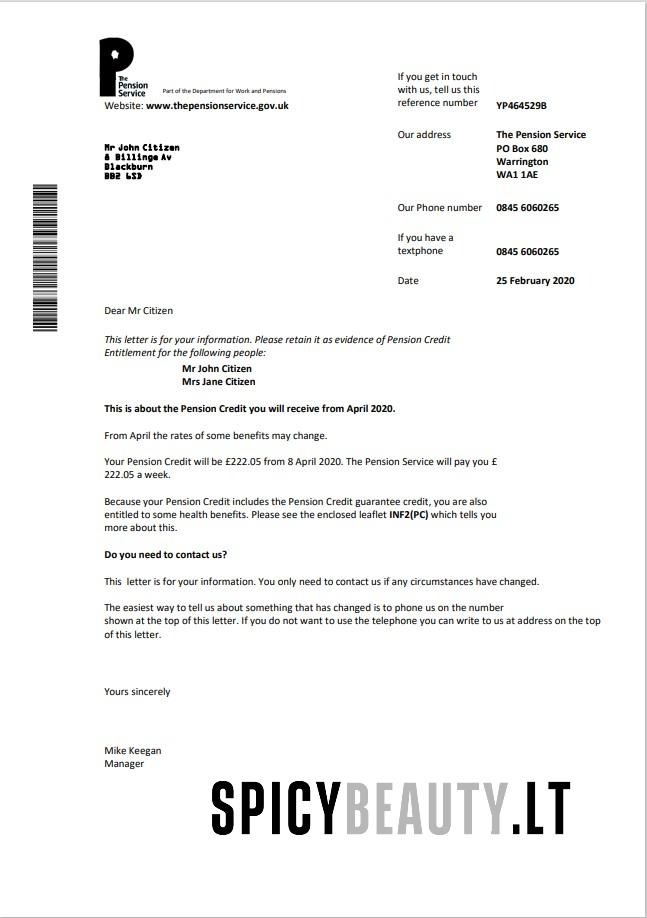 The
Pension
Service
Part of the Department for Work and Pensions
Website: www.thepensionservice.gov.uk
If you get in touch
with us, tell us this
reference number YP464529B
Mr John Citizen
8 Billinge Av
Blackburn
BB2 6SD
Our address The Pension Service
PO Box 680
Warrington
WA1 1AE
Our Phone number 0845 6060265
If you have a
textphone 0845 6060265
Date 25 February 2020
Dear Mr Citizen
This letter is for your information. Please retain it as evidence of Pension Credit
Entitlement for the following people:
Mr John Citizen
Mrs Jane Citizen
This is about the Pension Credit you will receive from April 2020.
From April the rates of some benefits may change.
Your Pension Credit will be £222.05 from 8 April 2020. The Pension Service will pay you £
222.05 a week.
Because your Pension Credit includes the Pension Credit guarantee credit, you are also
entitled to some health benefits. Please see the enclosed leaflet INF2(PC) which tells you
more about this.
Do you need to contact us?
This letter is for your information. You only need to contact us if any circumstances have changed.
The easiest way to tell us about something that has changed is to phone us on the number
shown at the top of this letter. If you do not want to use the telephone you can write to us at address on the top
of this letter.
Yours sincerely
Mike Keegan
Manager
SPICYBEAUTY.LT